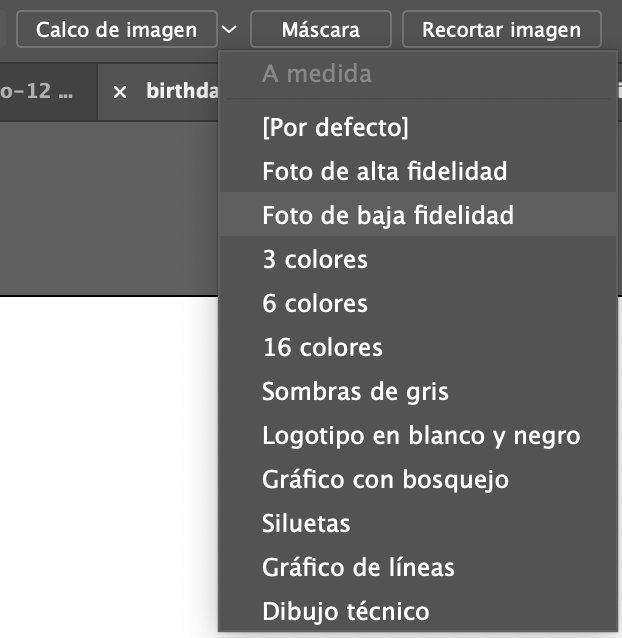 Calco de imagen
Máscara
Recortar imagen
A medida
o-12 ...
× birthda
[Por defecto]
Foto de alta fidelidad
Foto de baja fidelidad
3 colores
6 colores
16 colores
Sombras de gris
Logotipo en blanco y negro
Gráfico con bosquejo
Siluetas
Gráfico de líneas
Dibujo técnico